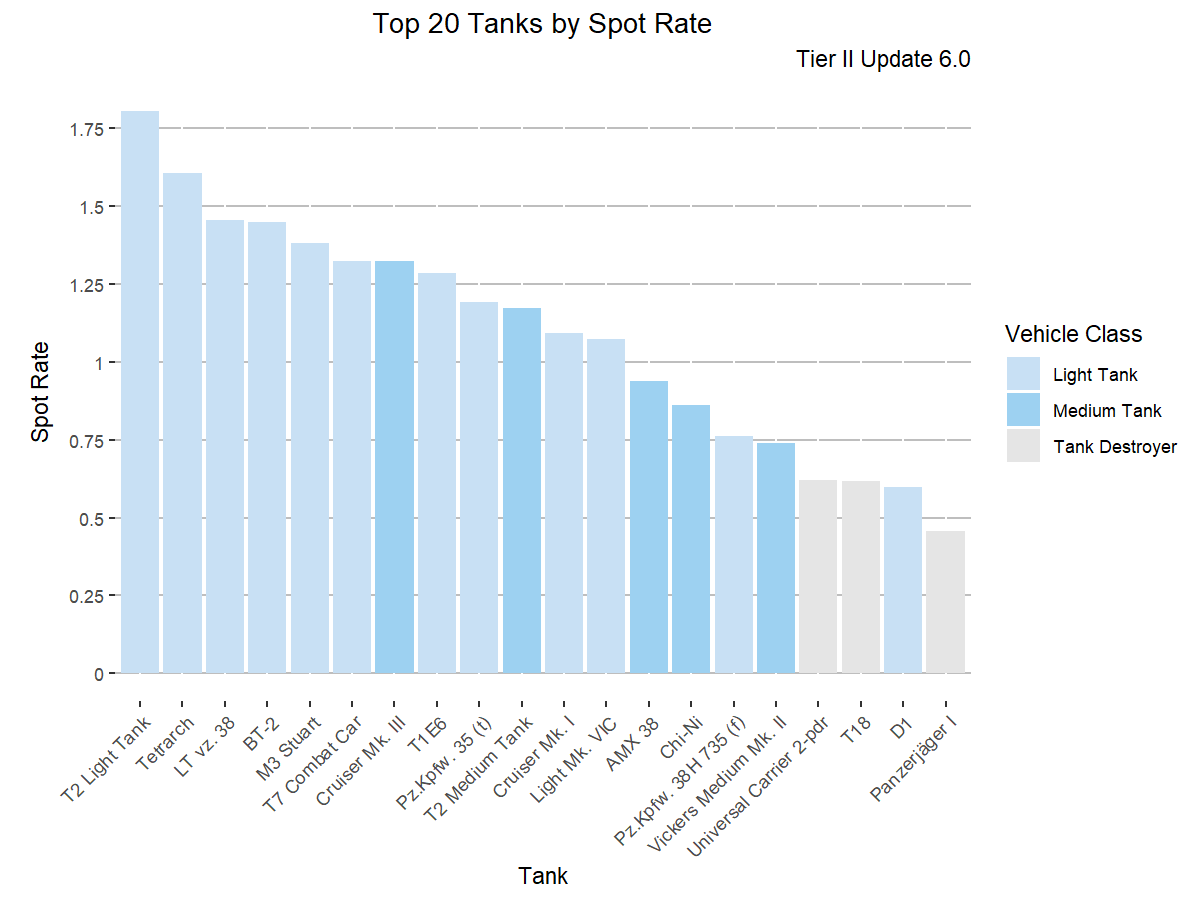 Top 20 Tanks by Spot Rate
Tier II Update 6.0
Spot Rate
1.75
1.5
1.25
1
0.75
0.5
0.25
0
T2 Light Tank
Tetrarch
LT vz. 38
BT-2
M3 Stuart
T7 Combat Car
Cruiser Mk. III
T1E6
Pz.Kpfw. 35 (t)
T2 Medium Tank
Cruiser Mk. I
Light Mk. VIC
AMX 38
Chi-Ni
Pz.Kpfw. 38H 735 (f)
Vickers Medium Mk. II
Universal Carrier 2-pdr
T18
D1
Panzerjäger I
Tank
Vehicle Class
Light Tank
Medium Tank
Tank Destroyer